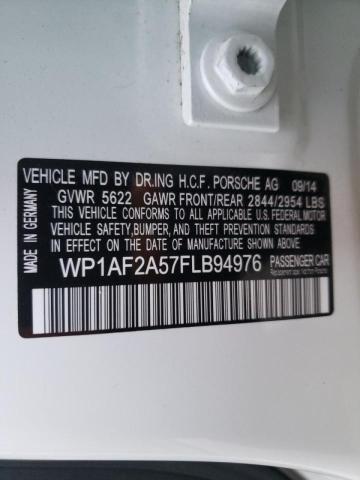 VEHICLE MFD BY DR.ING H.C.F. PORSCHE AG 09/14
GVWR 5622 GAWR FRONT/REAR 2844/2954 LBS
THIS VEHICLE CONFORMS TO ALL APPLICABLE U.S. FEDERAL MOTOR
VEHICLE SAFETY,BUMPER, AND THEFT PREVENTION STANDARDS
IN EFFECT ON THE DATE OF MANUFACTURE SHOWN ABOVE.
WP1AF2A57FLB94976 PASSENGER CAR
MADE IN GERMANY